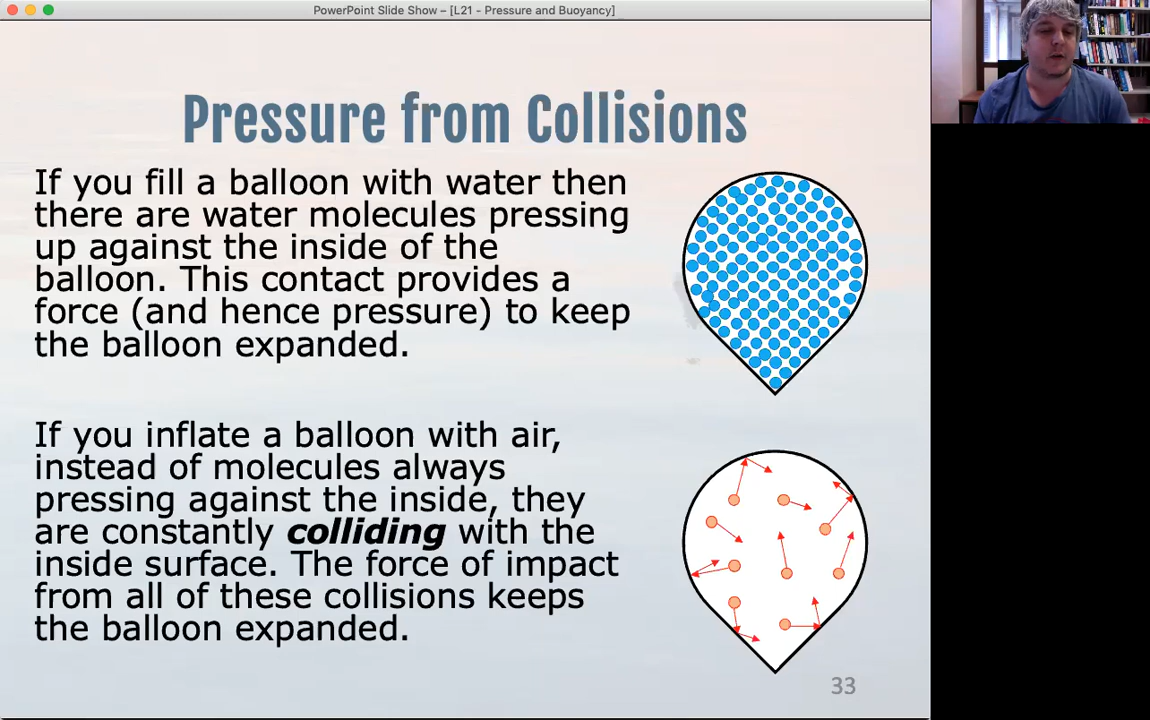 PowerPoint Slide Show – [L21 - Pressure and Buoyancy]
Pressure from Collisions
If you fill a balloon with water then
there are water molecules pressing
up against the inside of the
balloon. This contact provides a
force (and hence pressure) to keep
the balloon expanded.
If you inflate a balloon with air,
instead of molecules always
pressing against the inside, they
are constantly colliding with the
inside surface. The force of impact
from all of these collisions keeps
the balloon expanded.
33